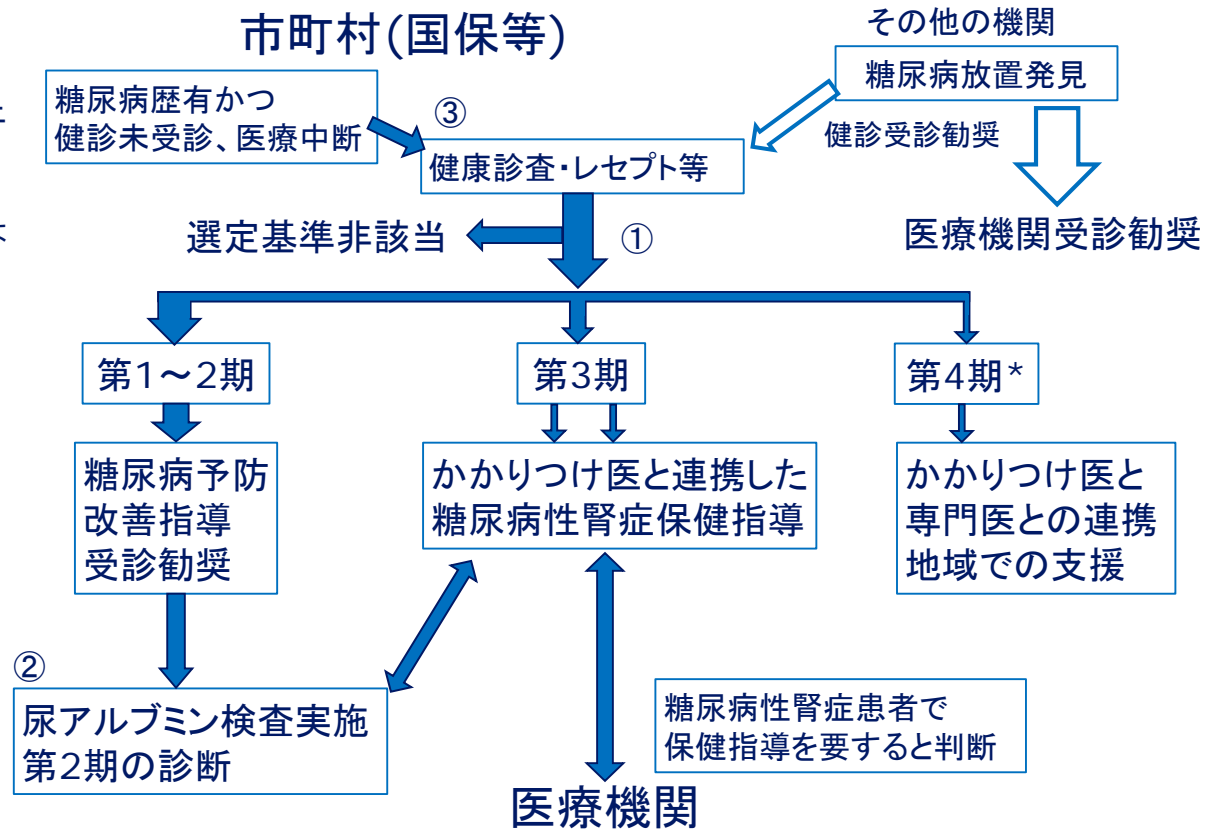 市町村(国保等)
その他の機関
糖尿病放置発見
糖尿病歴有かつ
健診未受診、医療中断
③
健診受診勧奨
健康診査・レセプト等
選定基準非該当
①
医療機関受診勧奨
第1～2期
第3期
第4期*
糖尿病予防
改善指導
受診勧奨
かかりつけ医と連携した
糖尿病性腎症保健指導
かかりつけ医と
専門医との連携
地域での支援
②
尿アルブミン検査実施
第2期の診断
糖尿病性腎症患者で
保健指導を要すると判断
医療機関